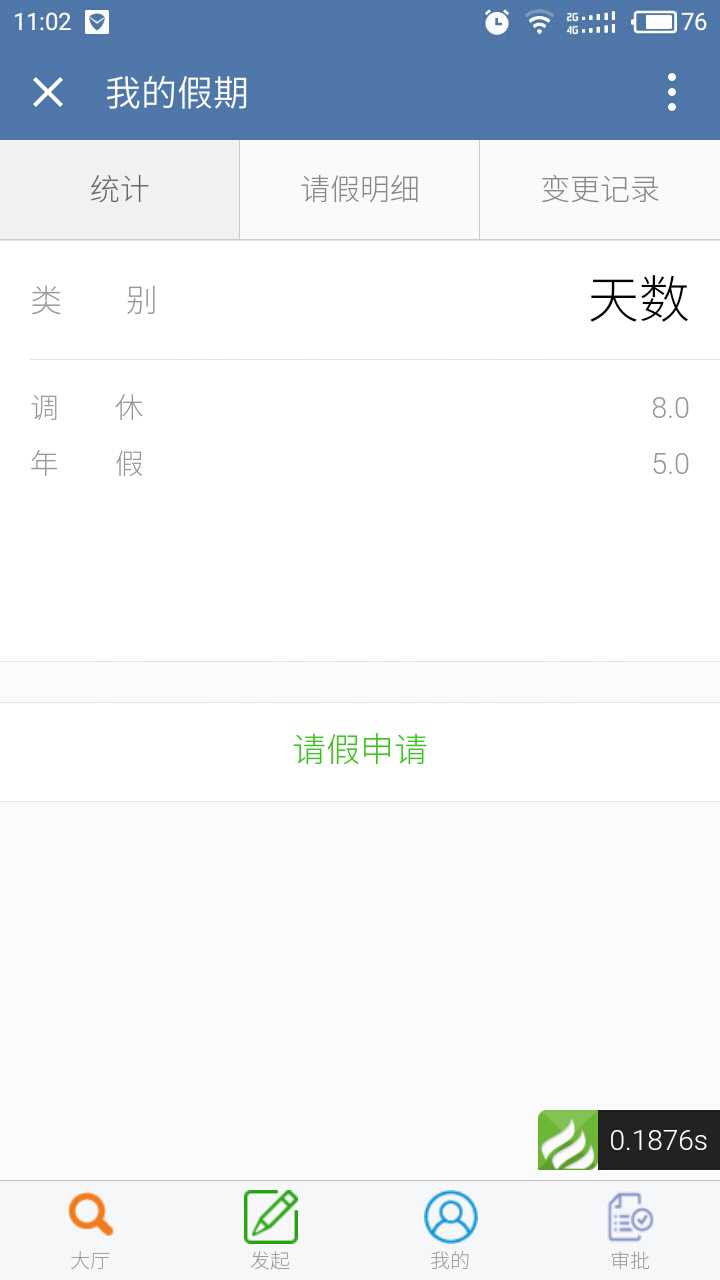 11:02 2G 4G 76
我的假期
统计 请假明细 变更记录
类 别 天数
调 休 8.0
年 假 5.0
请假申请
0.1876s
大厅 发起 我的 审批